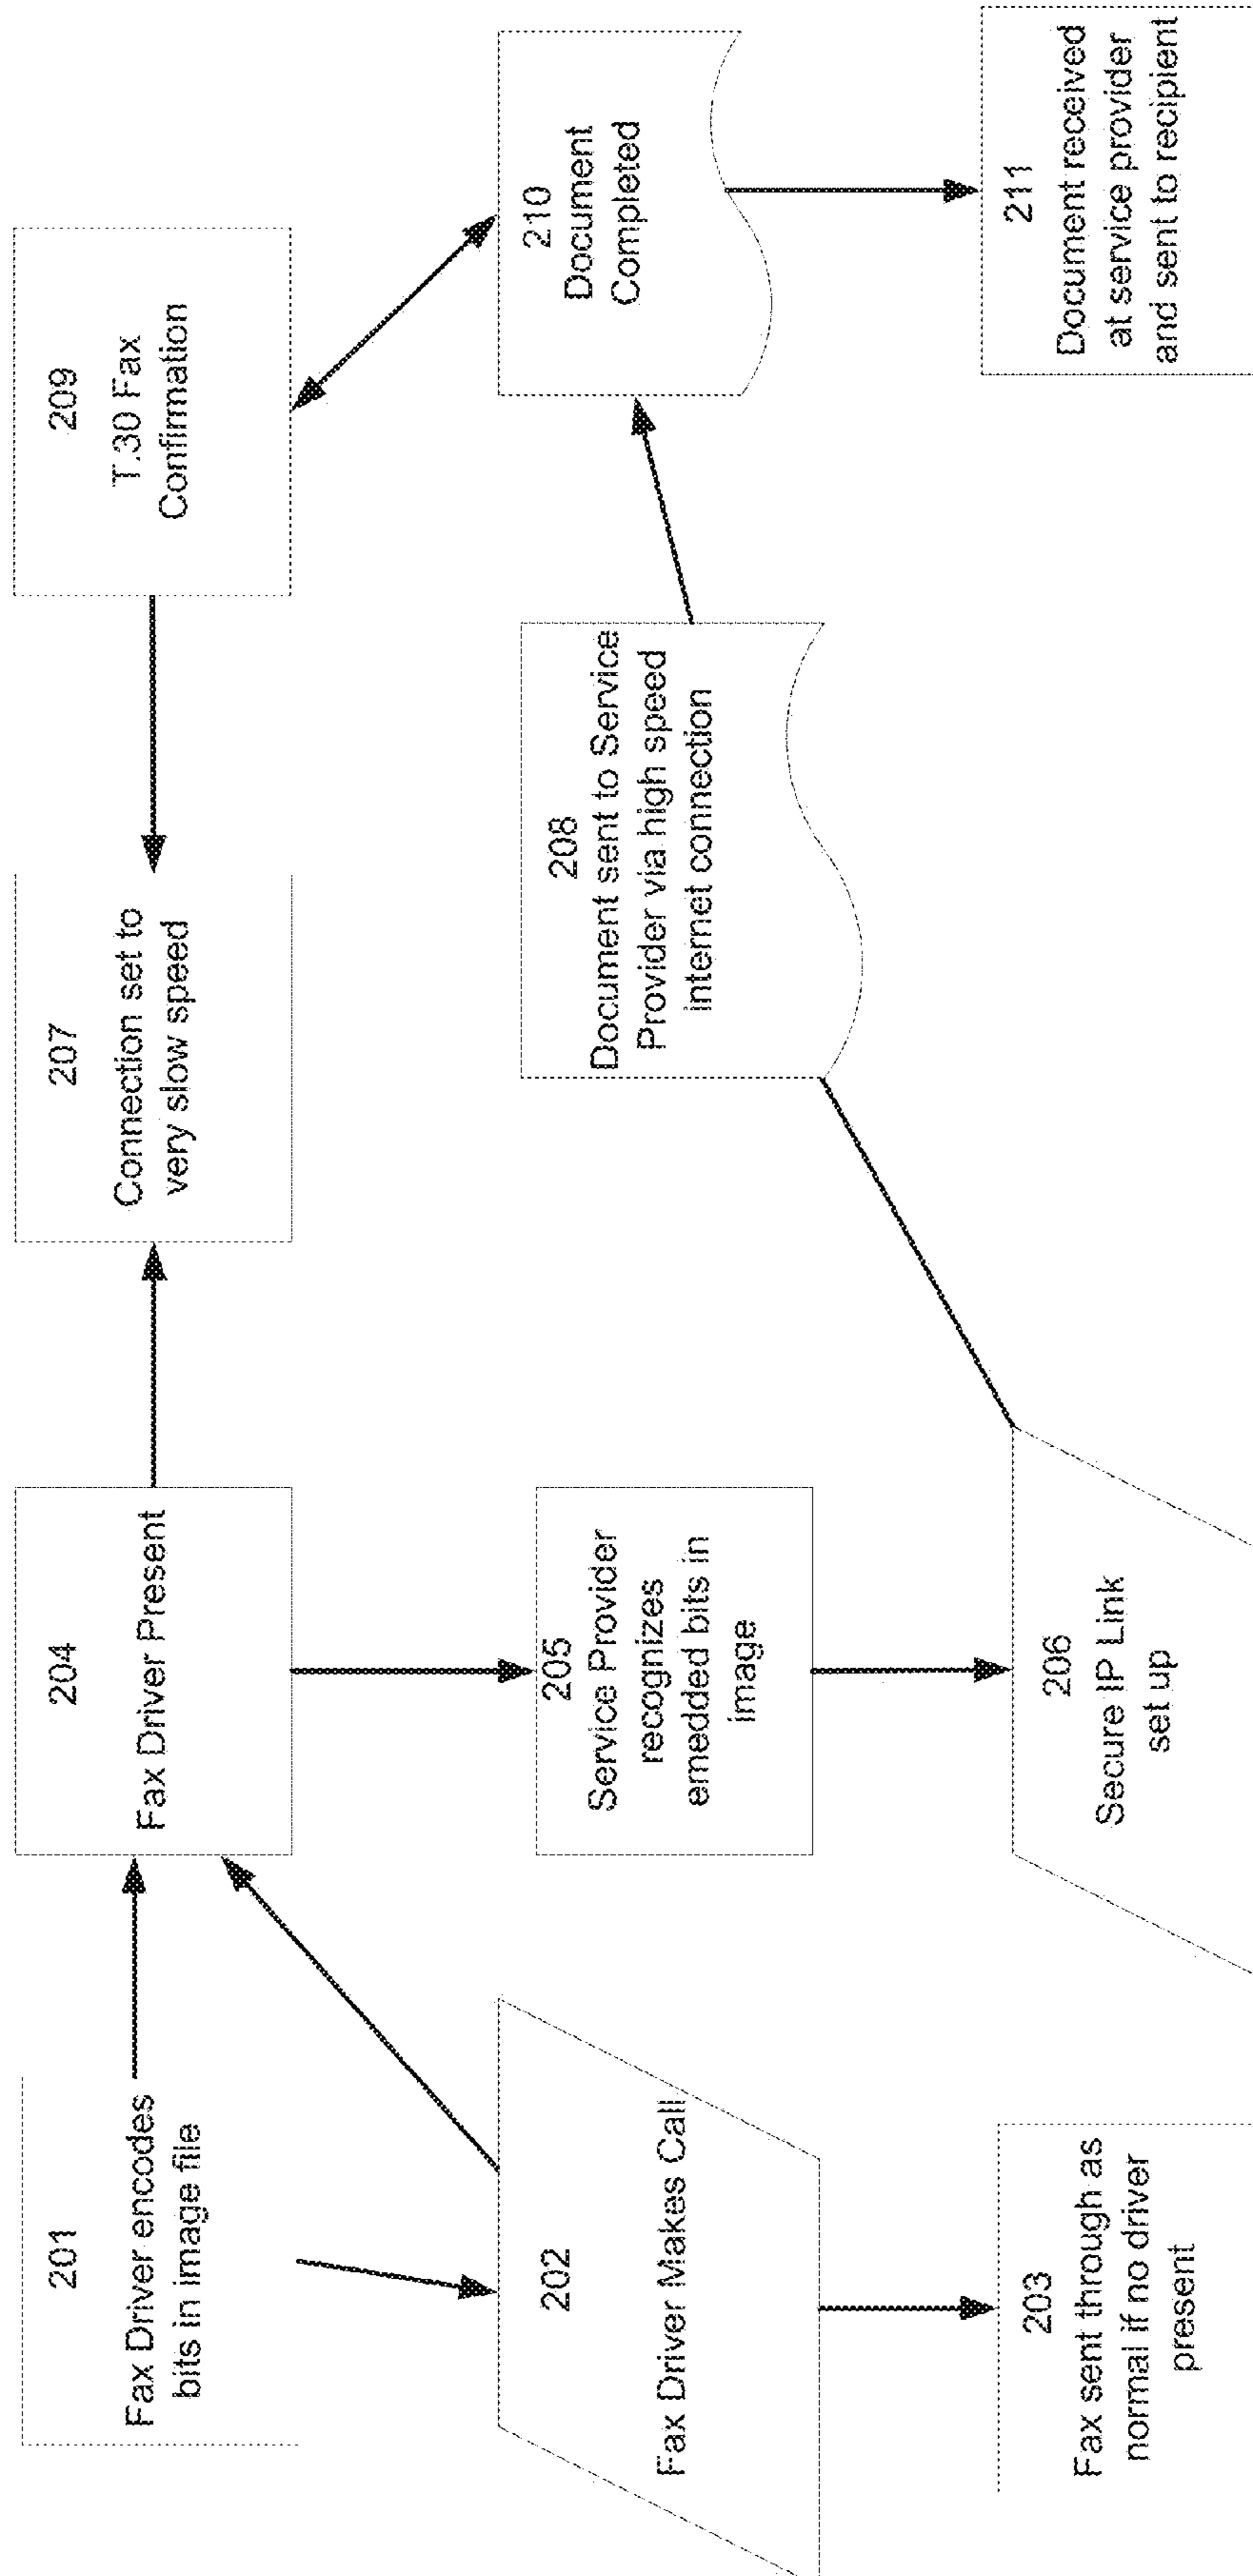 201
Fax Driver encodes
bits in image file
202
Fax Driver Makes Call
203
Fax sent through as
normal if no driver
present
204
Fax Driver Present
205
Service Provider
recognizes
emedded bits in
image
206
Secure IP Link
set up
207
Connection set to
very slow speed
208
Document sent to Service
Provider via high speed
internet connection
209
T.30 Fax
Confirmation
210
Document
Completed
211
Document received
at service provider
and sent to recipient